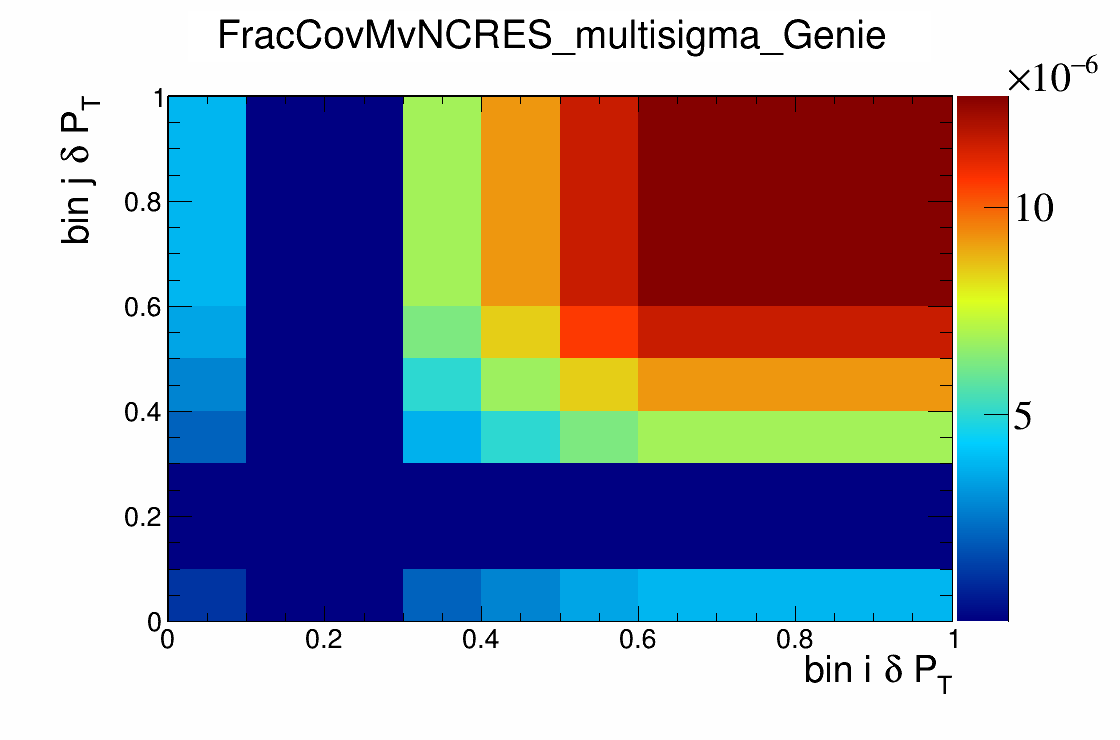 FracCovMvNCRES_multisigma_Genie
×10⁻⁶
bin j δ P_T
1
0.8
0.6
0.4
0.2
0
10
5
0 0.2 0.4 0.6 0.8 1
bin i δ P_T